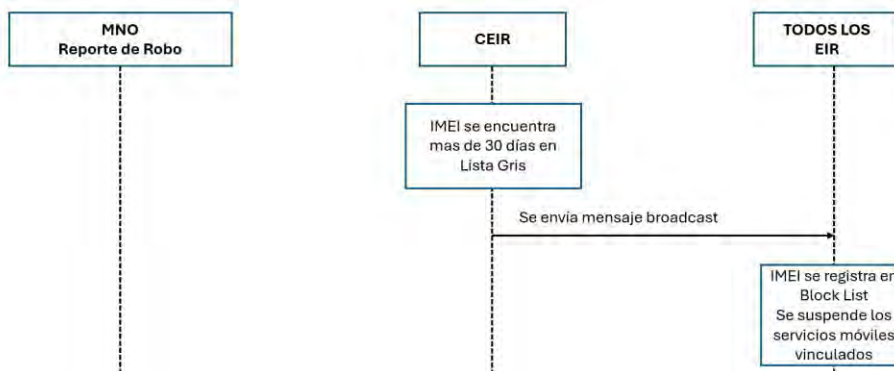 MNO
Reporte de Robo
CEIR
TODOS LOS
EIR
IMEI se encuentra
mas de 30 días en
Lista Gris
Se envía mensaje broadcast
IMEI se registra en
Block List
Se suspende los
servicios móviles
vinculados